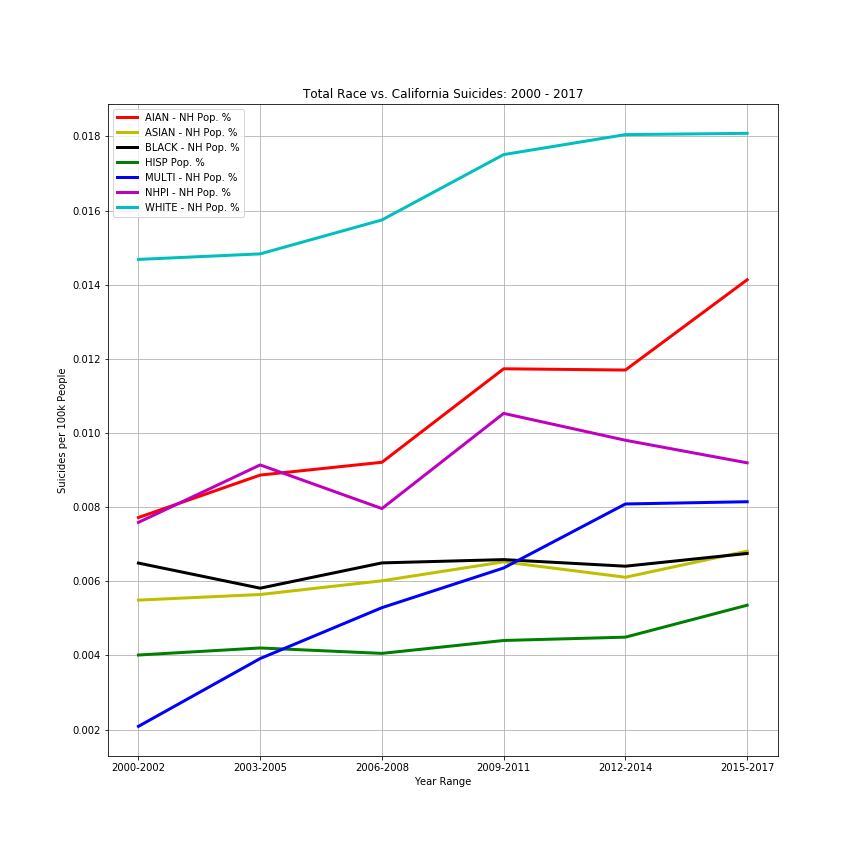 Total Race vs. California Suicides: 2000 - 2017
AIAN - NH Pop. %
ASIAN - NH Pop. %
BLACK - NH Pop. %
HISP Pop. %
MULTI - NH Pop. %
NHPI - NH Pop. %
WHITE - NH Pop. %
0.018
0.016
0.014
0.012
0.010
0.008
0.006
0.004
0.002
Suicides per 100k People
2000-2002 2003-2005 2006-2008 2009-2011 2012-2014 2015-2017
Year Range